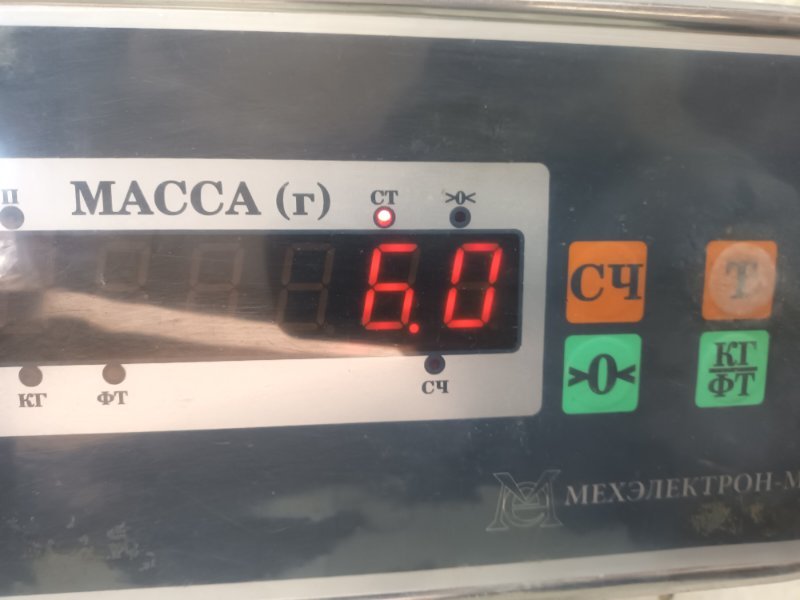 П МАССА (г) СТ >0<
6.0
КГ ФТ СЧ
СЧ Т
>0< КГ/ФТ
МЕХЭЛЕКТРОН-М